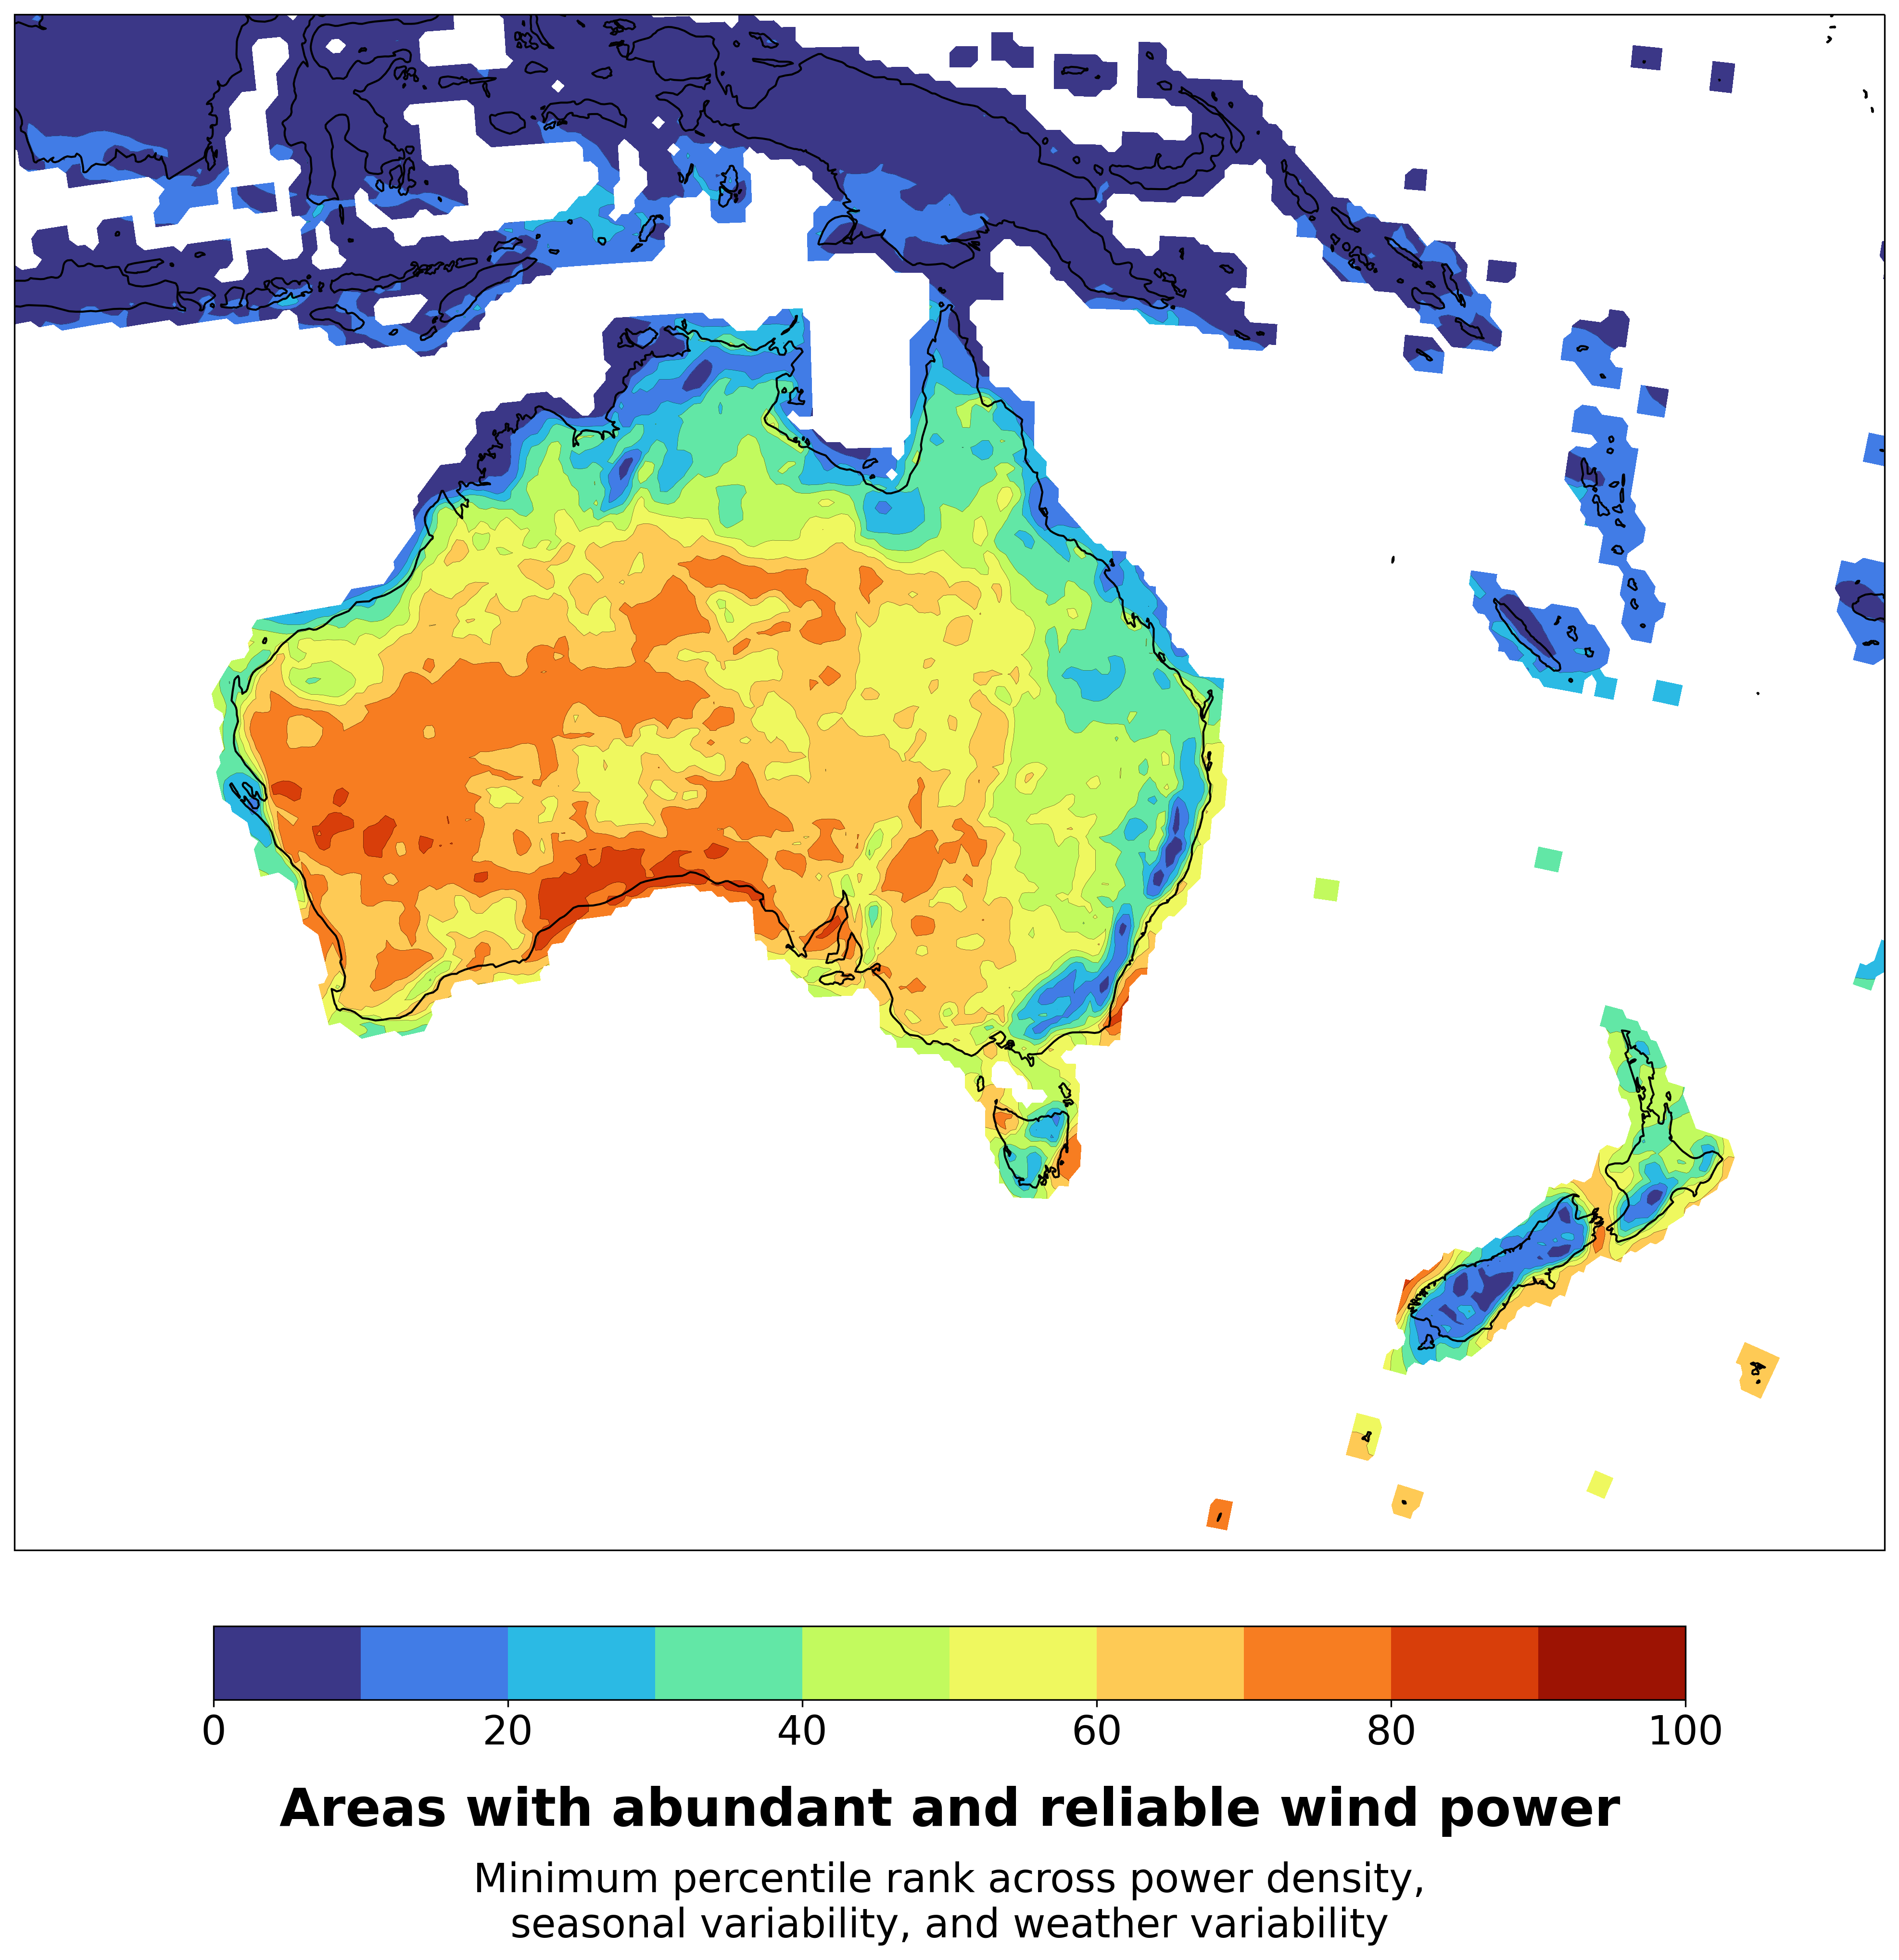 0 20 40 60 80 100
Areas with abundant and reliable wind power
Minimum percentile rank across power density,
seasonal variability, and weather variability